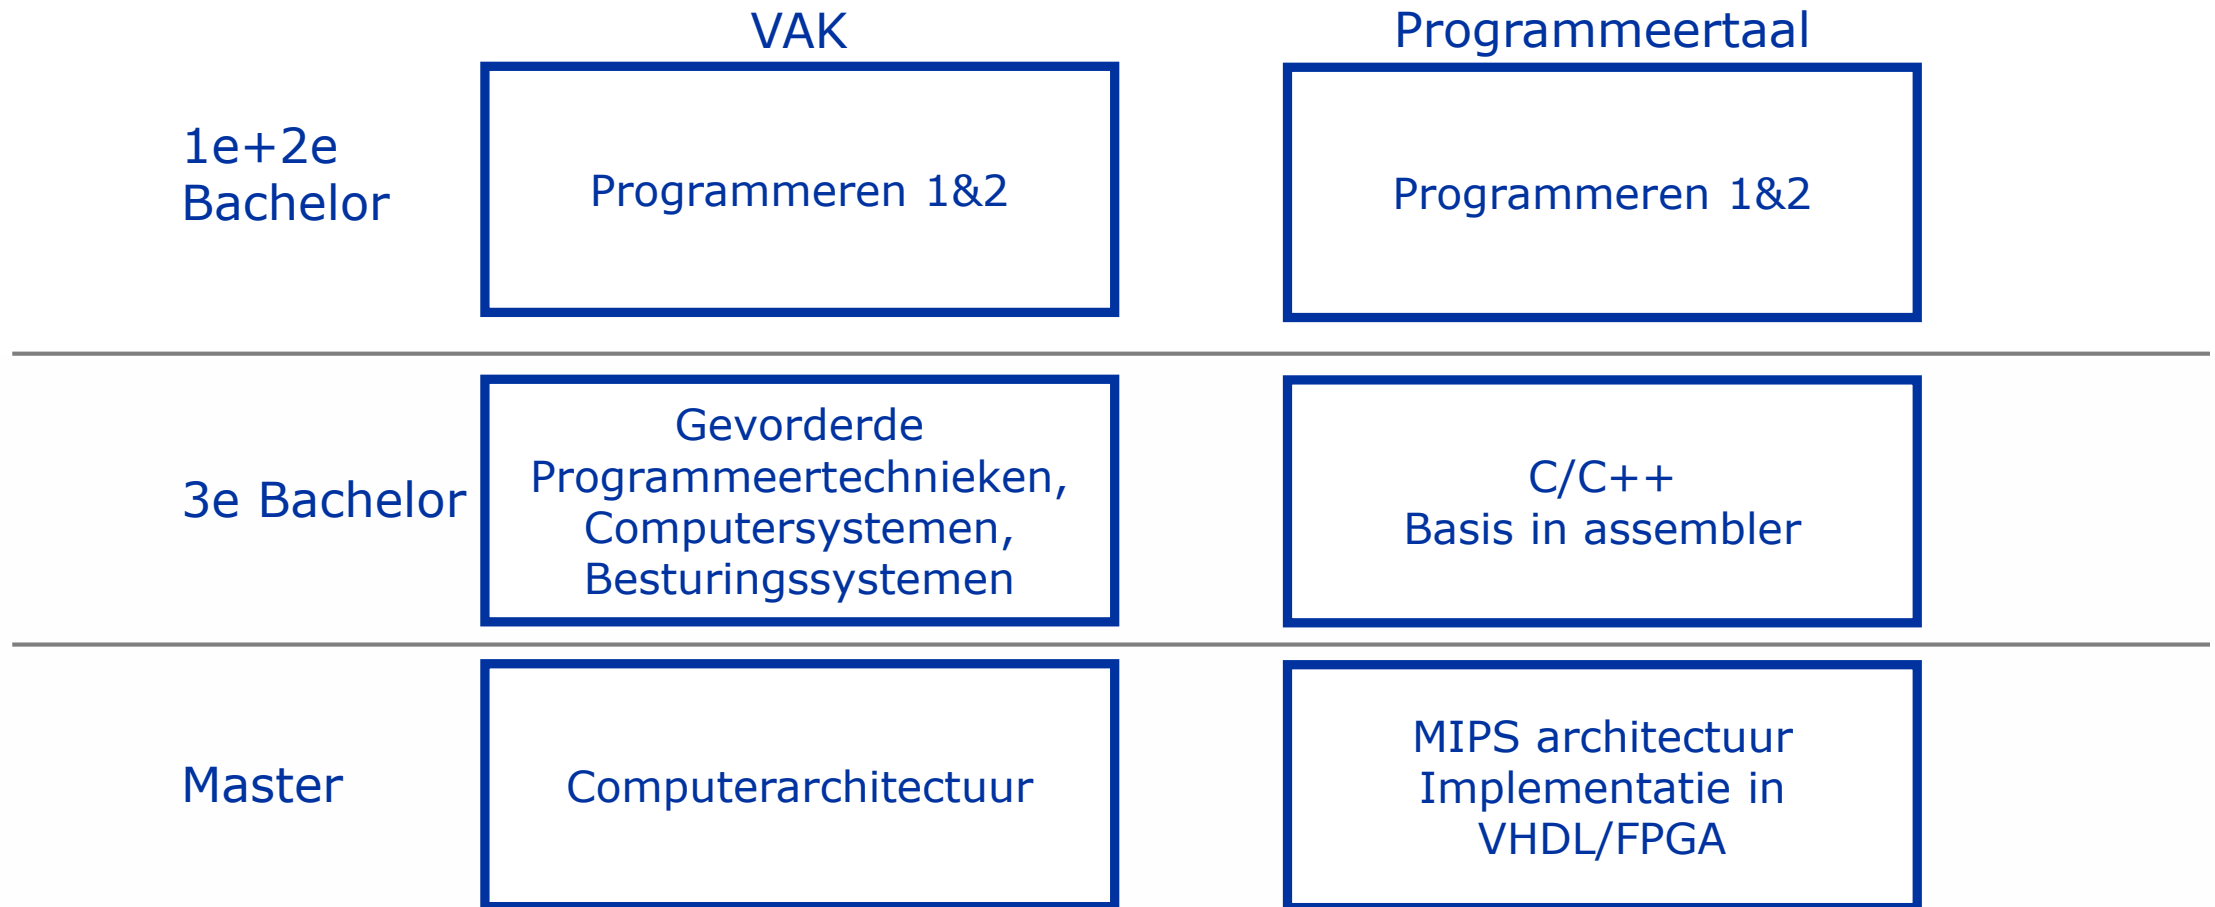 VAK
Programmeertaal
1e+2e
Bachelor
Programmeren 1&2
Programmeren 1&2
3e Bachelor
Gevorderde
Programmeertechnieken,
Computersystemen,
Besturingssystemen
C/C++
Basis in assembler
Master
Computerarchitectuur
MIPS architectuur
Implementatie in
VHDL/FPGA